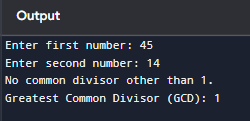 Output
Enter first number: 45
Enter second number: 14
No common divisor other than 1.
Greatest Common Divisor (GCD): 1